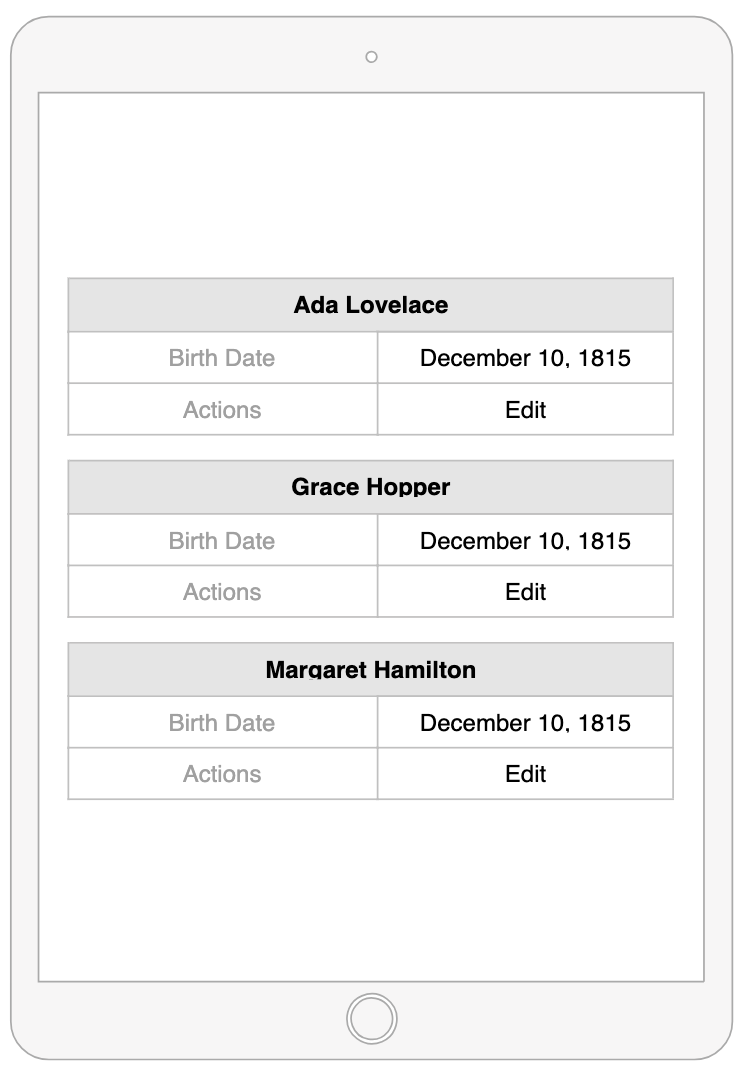 Ada Lovelace
Birth Date December 10, 1815
Actions Edit
Grace Hopper
Birth Date December 10, 1815
Actions Edit
Margaret Hamilton
Birth Date December 10, 1815
Actions Edit